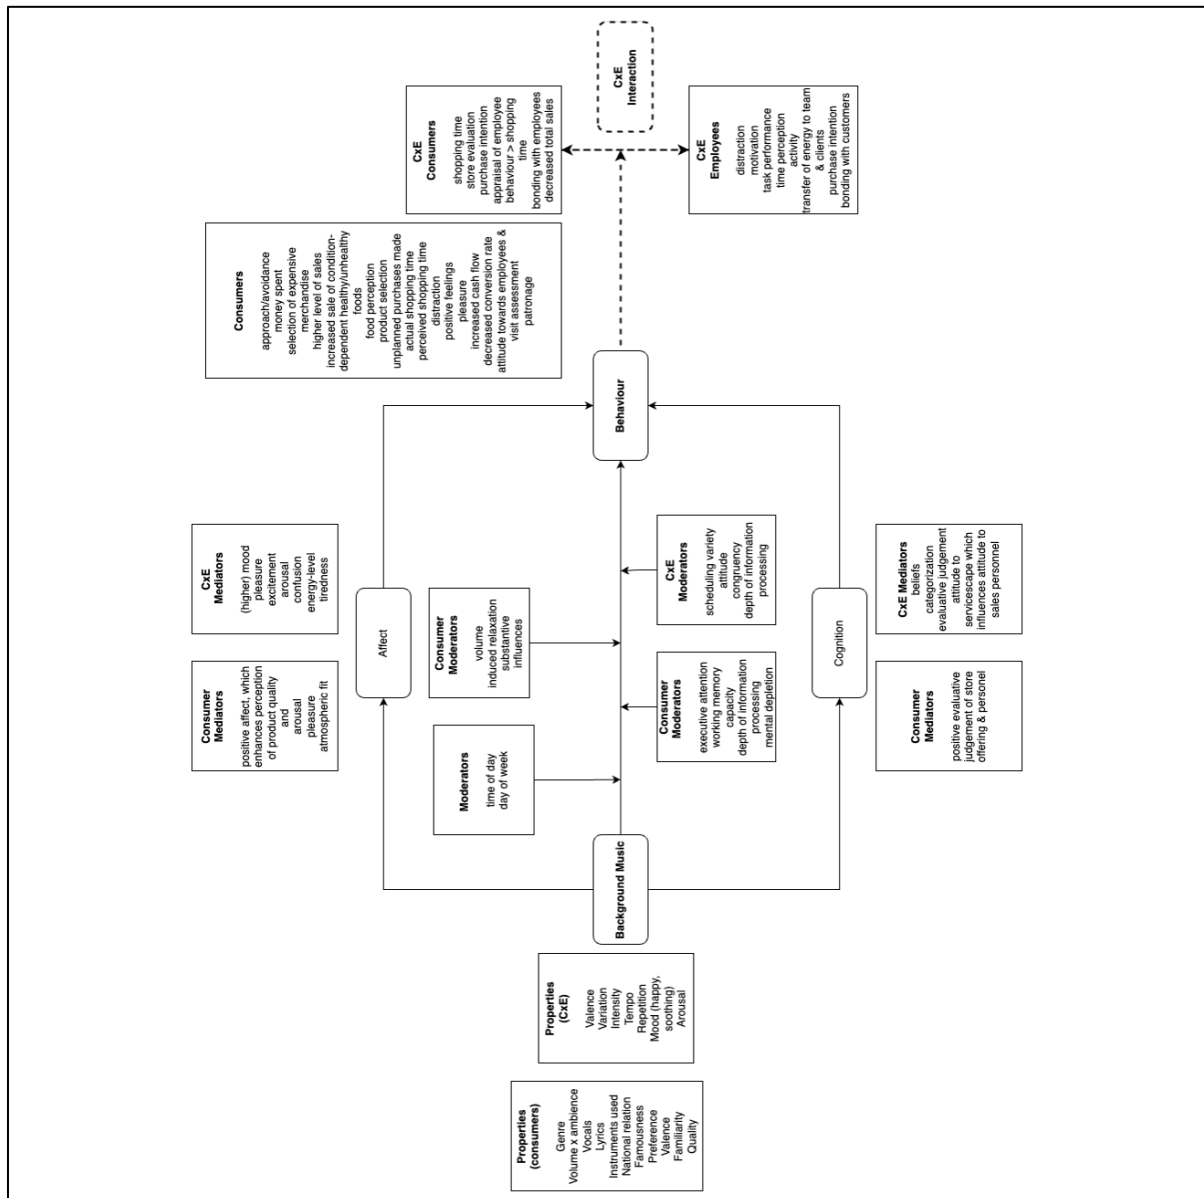 Properties
(consumers)
Genre
Volume x ambience
Vocals
Lyrics
Instruments used
National relation
Famousness
Preference
Valence
Familiarity
Quality
Properties
(CxE)
Valence
Variation
Intensity
Tempo
Repetition
Mood (happy,
soothing)
Arousal
Background Music
Consumer
Mediators
positive affect, which
enhances perception
of product quality
and
arousal
pleasure
atmospheric fit
CxE
Mediators
(higher) mood
pleasure
excitement
arousal
confusion
energy-level
tiredness
Affect
Moderators
time of day
day of week
Consumer
Moderators
volume
induced relaxation
substantive
influences
Consumer
Moderators
executive attention
working memory
capacity
depth of information
processing
mental depletion
CxE
Moderators
scheduling variety
attitude
congruency
depth of information
processing
Cognition
Consumer
Mediators
positive evaluative
judgement of store
offering & personel
CxE Mediators
beliefs
categorization
evaluative judgement
attitude to
servicescape which
influences attitude to
sales personnel
Behaviour
Consumers
approach/avoidance
money spent
selection of expensive
merchandise
higher level of sales
increased sale of condition-
dependent healthy/unhealthy
foods
food perception
product selection
unplanned purchases made
actual shopping time
perceived shopping time
distraction
positive feelings
pleasure
increased cash flow
decreased conversion rate
attitude towards employees &
visit assessment
patronage
CxE
Consumers
shopping time
store evaluation
purchase intention
appraisal of employee
behaviour > shopping
time
bonding with employees
decreased total sales
CxE
Interaction
CxE
Employees
distraction
motivation
task performance
time perception
activity
transfer of energy to team
& clients
purchase intention
bonding with customers